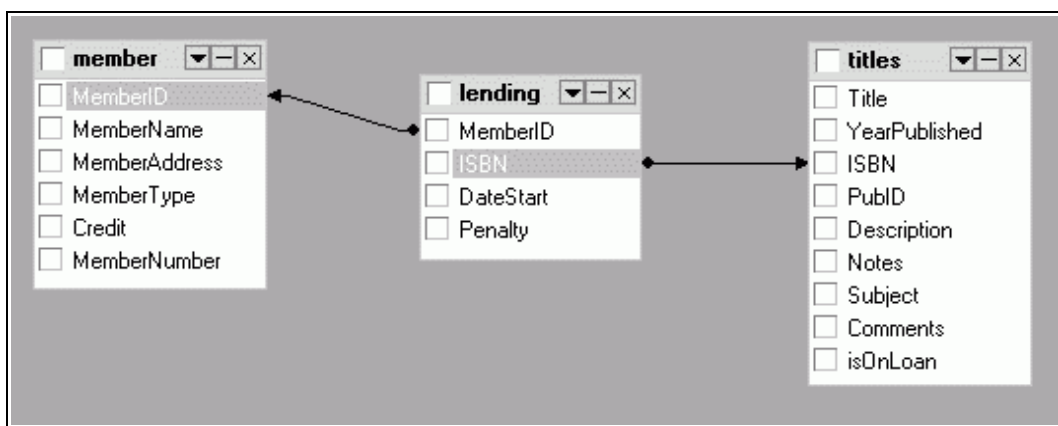 member
MemberID
MemberName
MemberAddress
MemberType
Credit
MemberNumber
lending
MemberID
ISBN
DateStart
Penalty
titles
Title
YearPublished
ISBN
PubID
Description
Notes
Subject
Comments
isOnLoan